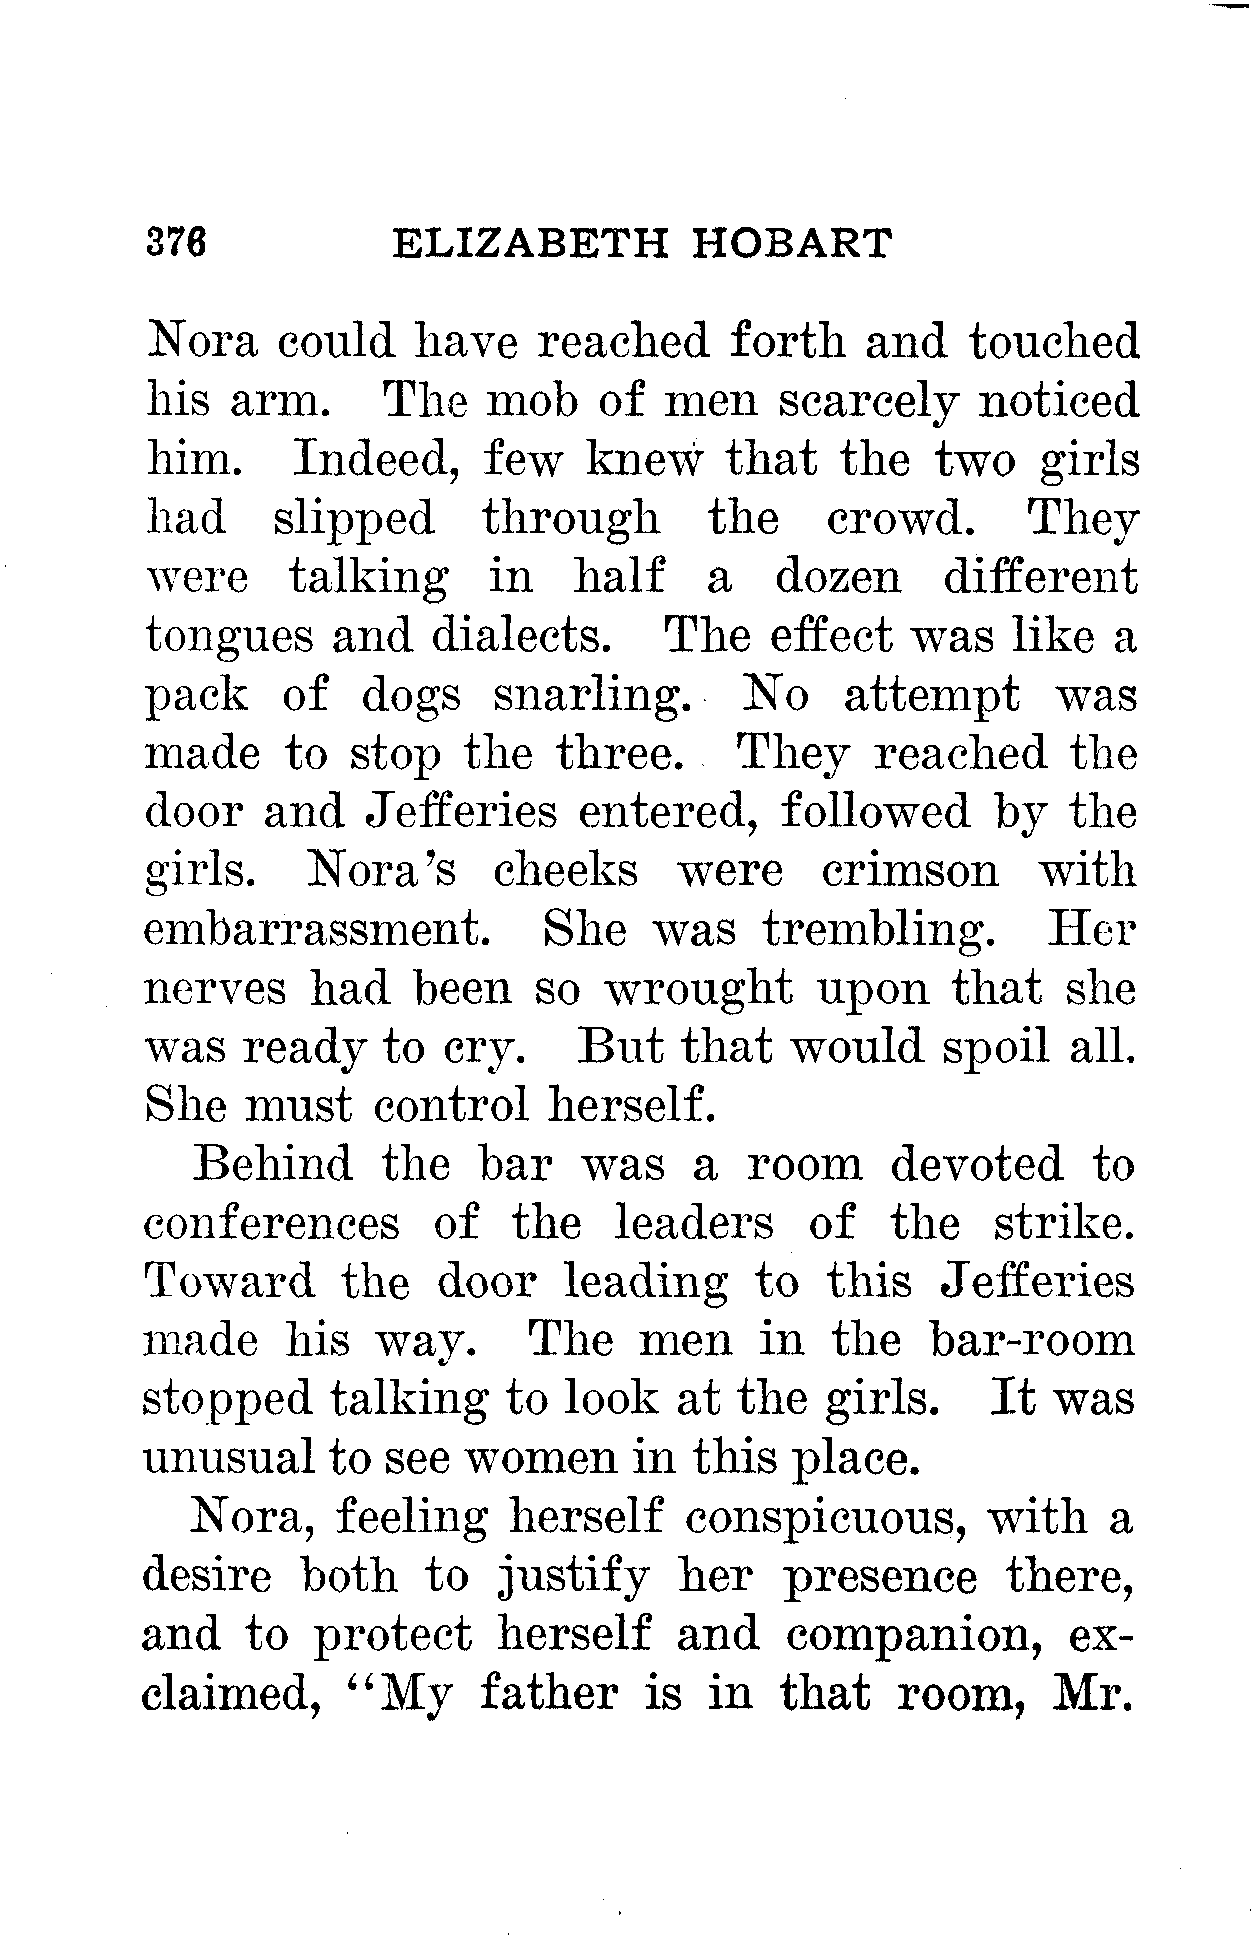 376 ELIZABETH HOBART
Nora could have reached forth and touched
his arm. The mob of men scarcely noticed
him. Indeed, few knew that the two girls
had slipped through the crowd. They
were talking in half a dozen different
tongues and dialects. The effect was like a
pack of dogs snarling. No attempt was
made to stop the three. They reached the
door and Jefferies entered, followed by the
girls. Nora's cheeks were crimson with
embarrassment. She was trembling. Her
nerves had been so wrought upon that she
was ready to cry. But that would spoil all.
She must control herself.
Behind the bar was a room devoted to
conferences of the leaders of the strike.
Toward the door leading to this Jefferies
made his way. The men in the bar-room
stopped talking to look at the girls. It was
unusual to see women in this place.
Nora, feeling herself conspicuous, with a
desire both to justify her presence there,
and to protect herself and companion, ex-
claimed, "My father is in that room, Mr.